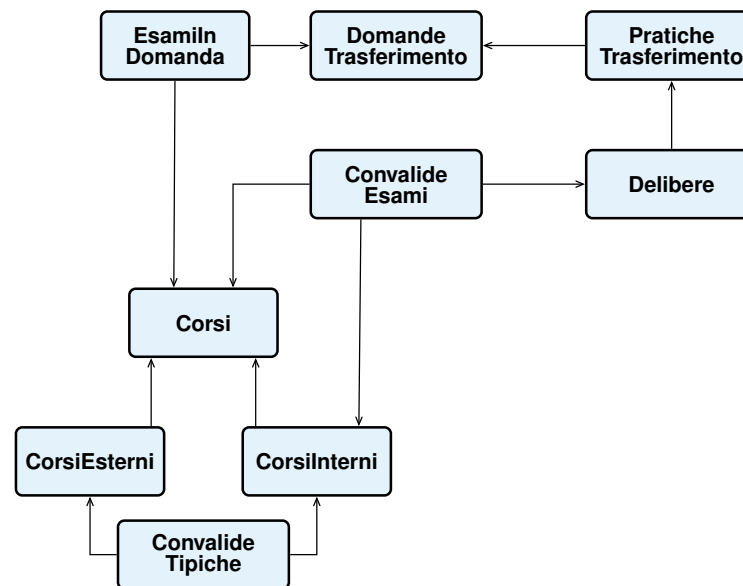 EsamiIn
Domanda
Domande
Trasferimento
Pratiche
Trasferimento
Convalide
Esami
Delibere
Corsi
CorsiEsterni
CorsiInterni
Convalide
Tipiche